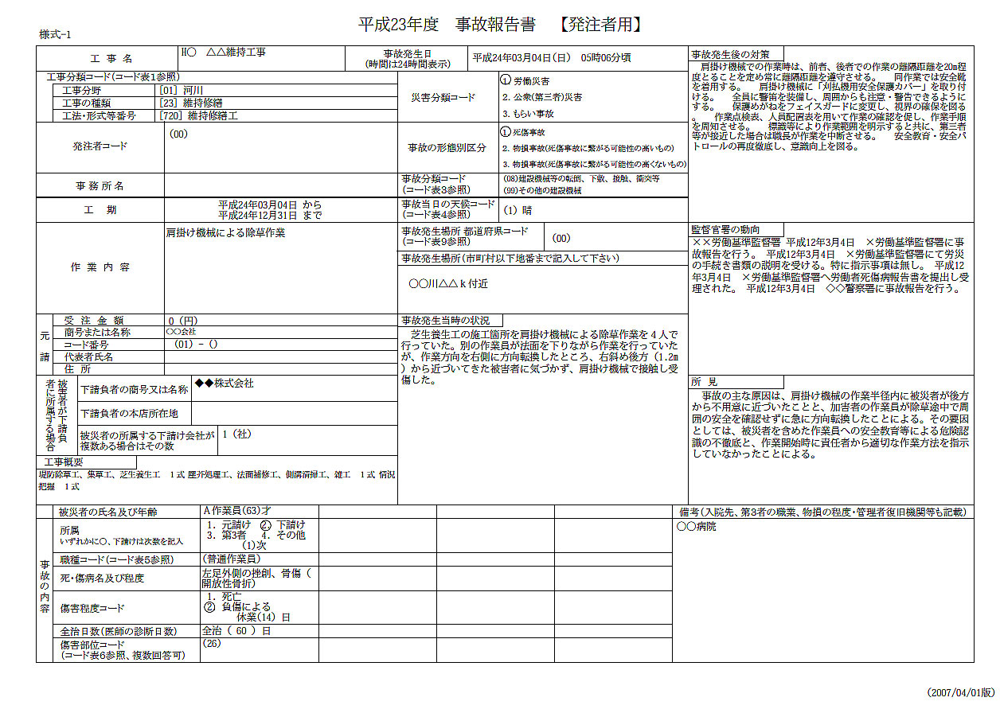 平成23年度　事故報告書　【発注者用】
様式-1
工 事 名
H〇　△△維持工事
事故発生日
(時間は24時間表示)
平成24年03月04日(日)　05時06分頃
工事分類コード(コード表1参照)
工事分野
[01] 河川
工事の種類
[23] 維持修繕
工法・形式等番号
[720] 維持修繕工
災害分類コード
① 労働災害
2. 公衆(第三者)災害
3. もらい事故
発注者コード
(00)
事故の形態別区分
① 死傷事故
2. 物損事故(死傷事故に繋がる可能性の高いもの)
3. 物損事故(死傷事故に繋がる可能性の高くないもの)
事 務 所 名
事故分類コード
(コード表3参照)
(08)建設機械等の転倒、下敷、接触、衝突等
(99)その他の建設機械
工　期
平成24年03月04日 から
平成24年12月31日 まで
事故当日の天候コード
(コード表4参照)
(1) 晴
作 業 内 容
肩掛け機械による除草作業
事故発生場所 都道府県コード
(コード表9参照)
(00)
事故発生場所(市町村以下地番まで記入して下さい)
〇〇川△△ｋ付近
元
請
受 注 金 額
0 (円)
商号または名称
〇〇会社
コード番号
(01) - ()
代表者氏名
住 所
被害者が下請負
者に所属する場合
下請負者の商号又は名称
◆◆株式会社
下請負者の本店所在地
被災者の所属する下請け会社が
複数ある場合はその数
1 (社)
工事概要
堤防除草工、集草工、芝生養生工　１式 塵芥処理工、法面補修工、側溝清掃工、雑工　１式 情況
把握　１式
事故発生当時の状況
芝生養生工の施工箇所を肩掛け機械による除草作業を４人で
行っていた。別の作業員が法面を下りながら作業を行っていた
が、作業方向を右側に方向転換したところ、右斜め後方（1.2m
）から近づいてきた被害者に気づかず、肩掛け機械で接触し受
傷した。
事故発生後の対策
肩掛け機械での作業時は、前者、後者での作業の離隔距離を20m程
度とることを定め常に離隔距離を遵守させる。　同作業では安全靴
を着用する。　肩掛け機械に「刈払機用安全保護カバー」を取り付
ける。　全員に警笛を装備し、周囲からも注意・警告できるように
する。　保護めがねをフェイスガードに変更し、視界の確保を図る
。　作業点検表、人員配置表を用いて作業の確認を促し、作業手順
を周知させる。　標識等により作業範囲を明示すると共に、第三者
等が接近した場合は職長が作業を中断させる。　安全教育・安全パ
トロールの再度徹底し、意識向上を図る。
監督官署の動向
××労働基準監督署 平成12年3月4日　×労働基準監督署に事
故報告を行う。 平成12年3月4日　×労働基準監督署にて労災
の手続き書類の説明を受ける。特に指示事項は無し。 平成12
年3月4日　×労働基準監督署へ労働者死傷病報告書を提出し受
理された。 平成12年3月4日　◇◇警察署に事故報告を行う。
所 見
事故の主な原因は、肩掛け機械の作業半径内に被災者が後方
から不用意に近づいたことと、加害者の作業員が除草途中で周
囲の安全を確認せずに急に方向転換したことによる。その要因
としては、被災者を含めた作業員への安全教育等による危険認
識の不徹底と、作業開始時に責任者から適切な作業方法を指示
していなかったことによる。
事故の内容
被災者の氏名及び年齢
A作業員(63)才
所属
いずれかに〇、下請けは次数を記入
1. 元請け ②. 下請け
3. 第3者　4. その他
(1)次
職種コード(コード表5参照)
(普通作業員)
死・傷病名及び程度
左足外側の挫創、骨傷（
開放性骨折)
傷害程度コード
1. 死亡
② 負傷による
休業(14) 日
全治日数(医師の診断日数)
全治 ( 60 ) 日
傷害部位コード
(コード表6参照、複数回答可)
(26)
備考(入院先、第3者の職業、物損の程度・管理者復旧機関等も記載)
〇〇病院
(2007/04/01版)